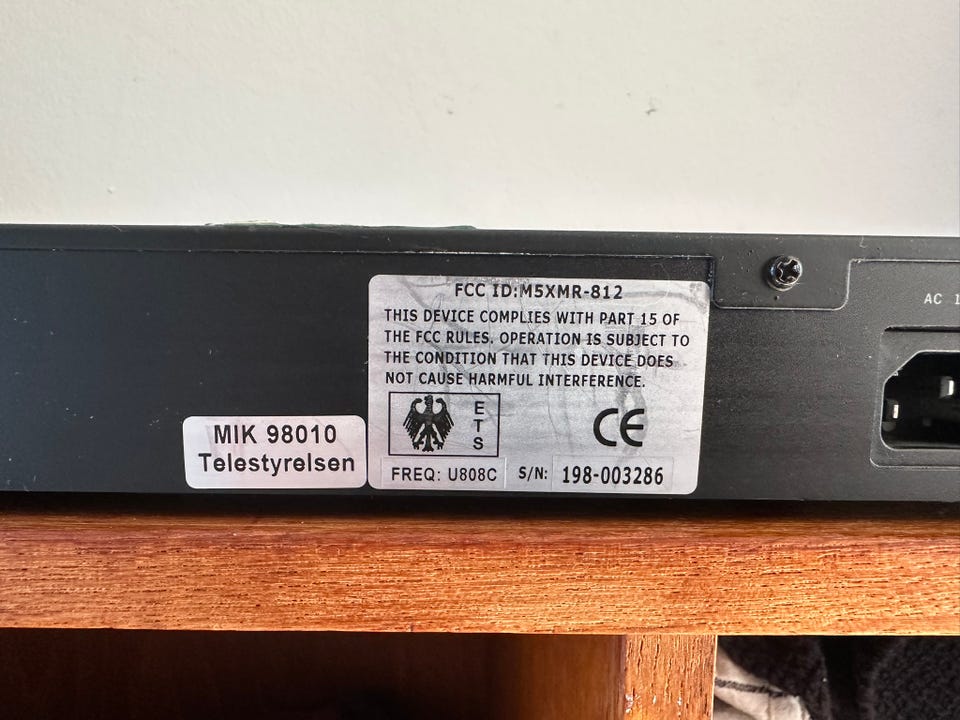 FCC ID:M5XMR-812
THIS DEVICE COMPLIES WITH PART 15 OF
THE FCC RULES. OPERATION IS SUBJECT TO
THE CONDITION THAT THIS DEVICE DOES
NOT CAUSE HARMFUL INTERFERENCE.
ETS
CE
FREQ: U808C S/N: 198-003286
MIK 98010
Telestyrelsen
AC 1